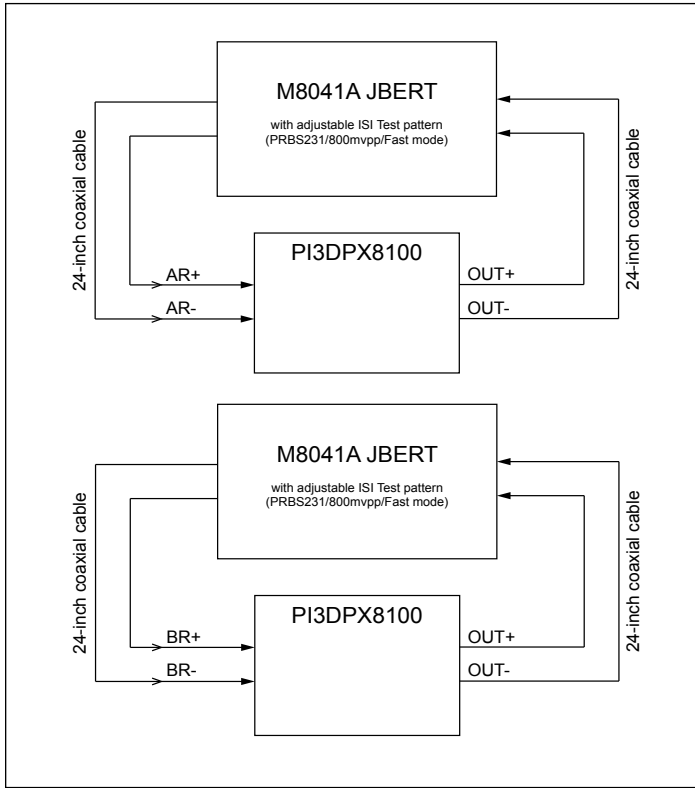 M8041A JBERT
with adjustable ISI Test pattern
(PRBS231/800mvpp/Fast mode)
24-inch coaxial cable
24-inch coaxial cable
PI3DPX8100
AR+
OUT+
AR-
OUT-
M8041A JBERT
with adjustable ISI Test pattern
(PRBS231/800mvpp/Fast mode)
24-inch coaxial cable
24-inch coaxial cable
PI3DPX8100
BR+
OUT+
BR-
OUT-